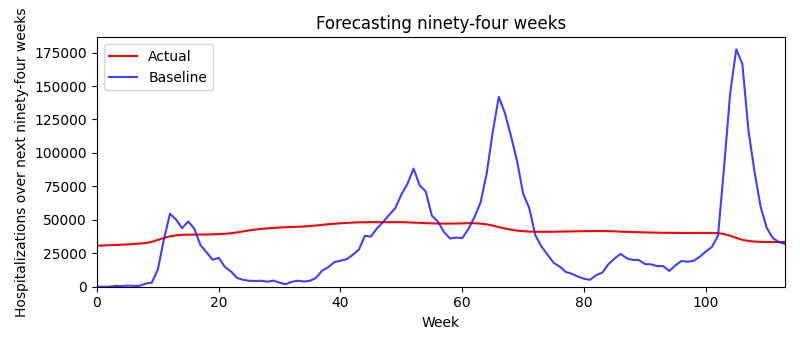 Forecasting ninety-four weeks
Hospitalizations over next ninety-four weeks
175000
150000
125000
100000
75000
50000
25000
0
Actual
Baseline
0 20 40 60 80 100
Week